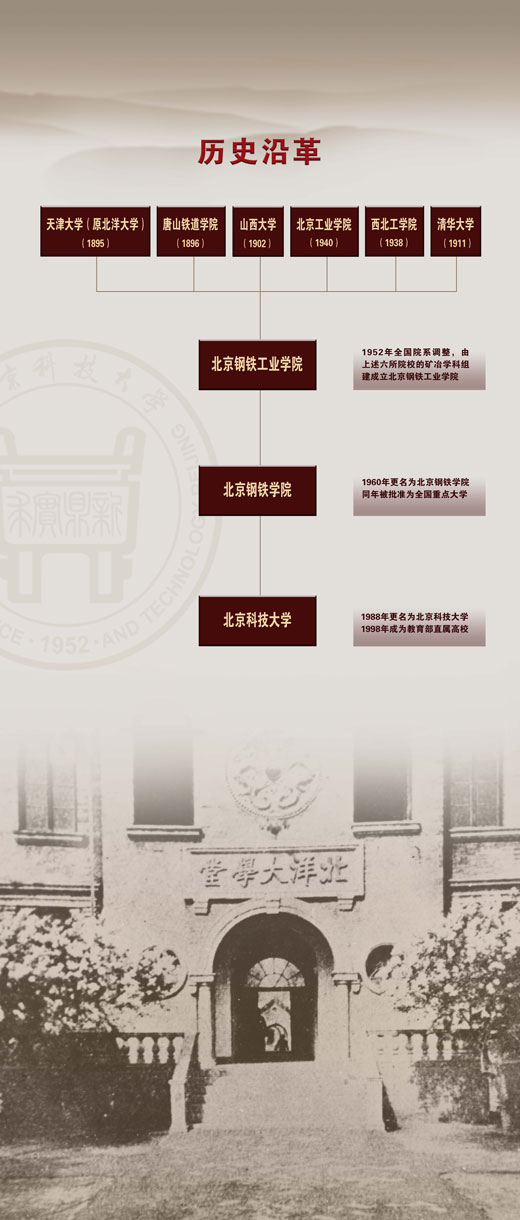 历史沿革
天津大学（原北洋大学）
（1895）
唐山铁道学院
（1896）
山西大学
（1902）
北京工业学院
（1940）
西北工学院
（1938）
清华大学
（1911）
北京钢铁工业学院
1952年全国院系调整，由
上述六所院校的矿冶学科组
建成立北京钢铁工业学院
北京钢铁学院
1960年更名为北京钢铁学院
同年被批准为全国重点大学
北京科技大学
1988年更名为北京科技大学
1998年成为教育部直属高校
京科技大学
新鼎實
BEIJING
NCE · 1952 · AND TECHNOLOGY
北洋大學堂